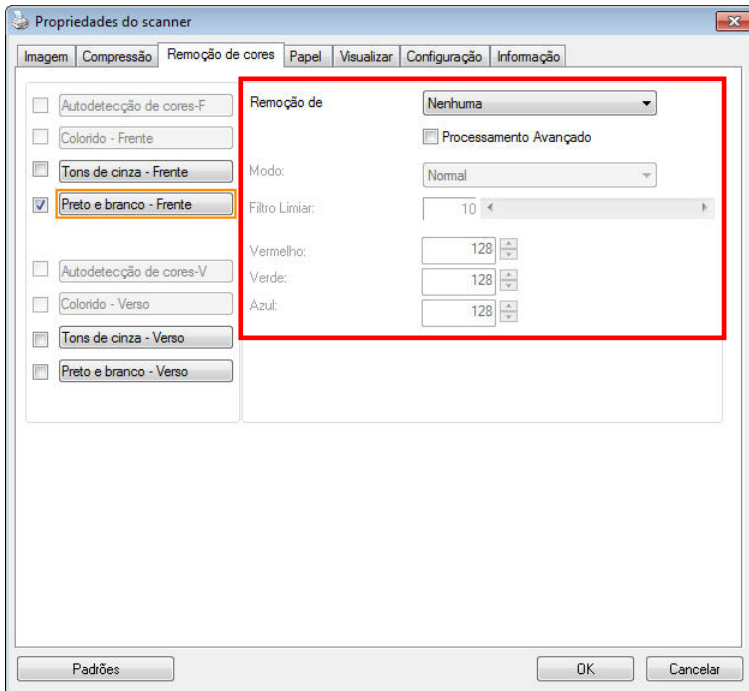 Propriedades do scanner
Imagem Compressão Remoção de cores Papel Visualizar Configuração Informação
Autodetecção de cores-F
Colorido - Frente
Tons de cinza - Frente
Preto e branco - Frente
Autodetecção de cores-V
Colorido - Verso
Tons de cinza - Verso
Preto e branco - Verso
Remoção de Nenhuma
Processamento Avançado
Modo: Normal
Filtro Limiar: 10
Vermelho: 128
Verde: 128
Azul: 128
Padrões OK Cancelar